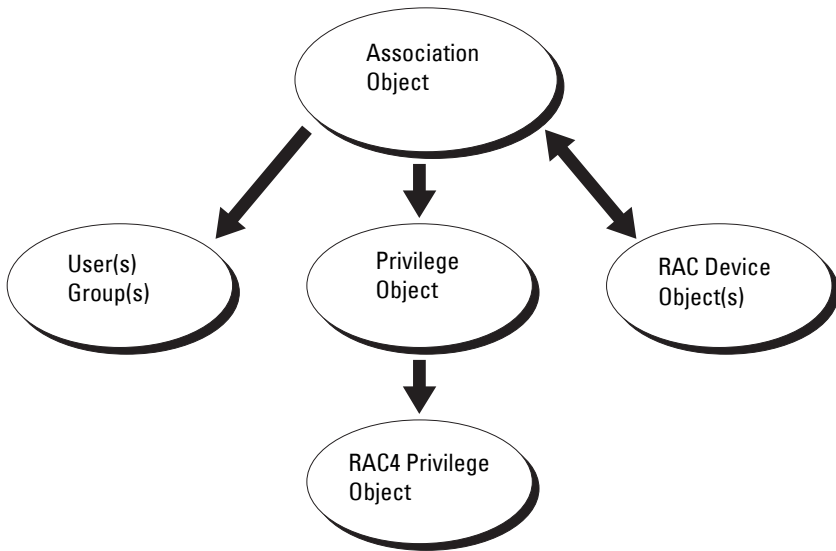 Association
Object
User(s)
Group(s)
Privilege
Object
RAC Device
Object(s)
RAC4 Privilege
Object